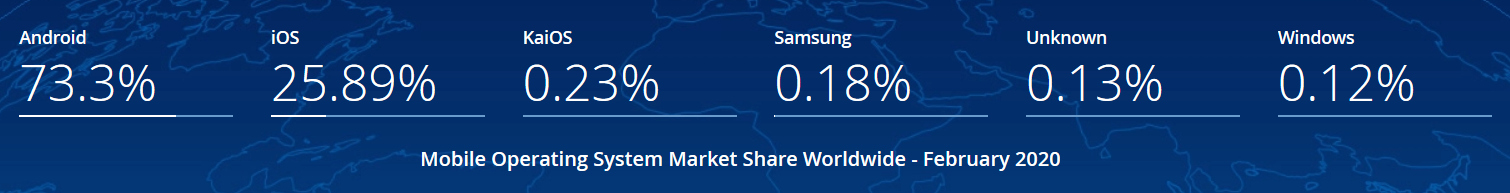 Android iOS KaiOS Samsung Unknown Windows
73.3% 25.89% 0.23% 0.18% 0.13% 0.12%
Mobile Operating System Market Share Worldwide - February 2020